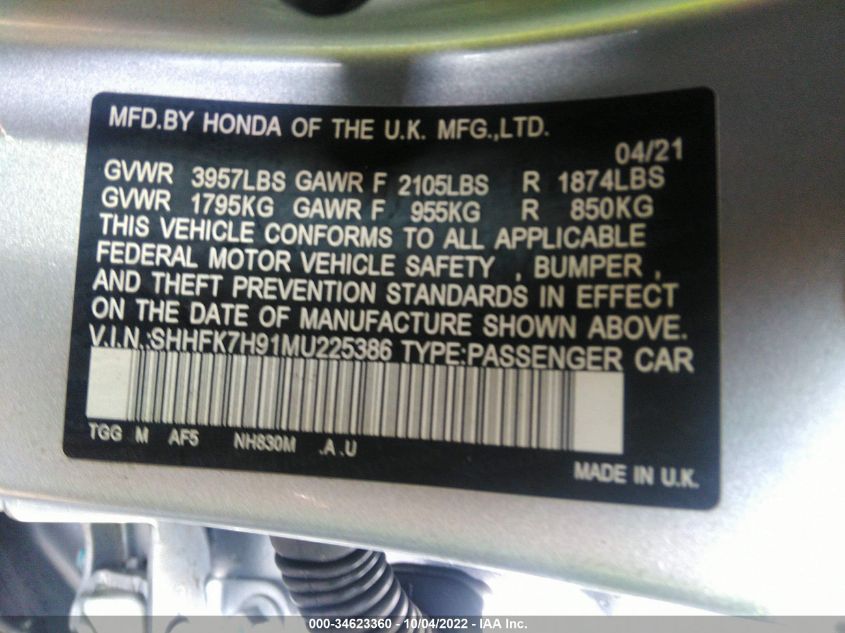 MFD.BY HONDA OF THE U.K. MFG.,LTD.
04/21
GVWR 3957LBS GAWR F 2105LBS R 1874LBS
GVWR 1795KG GAWR F 955KG R 850KG
THIS VEHICLE CONFORMS TO ALL APPLICABLE
FEDERAL MOTOR VEHICLE SAFETY , BUMPER ,
AND THEFT PREVENTION STANDARDS IN EFFECT
ON THE DATE OF MANUFACTURE SHOWN ABOVE.
V.I.N.:SHHFK7H91MU225386 TYPE:PASSENGER CAR
TGG M AF5 NH830M .A .U
MADE IN U.K.
000-34623360 - 10/04/2022 - IAA Inc.